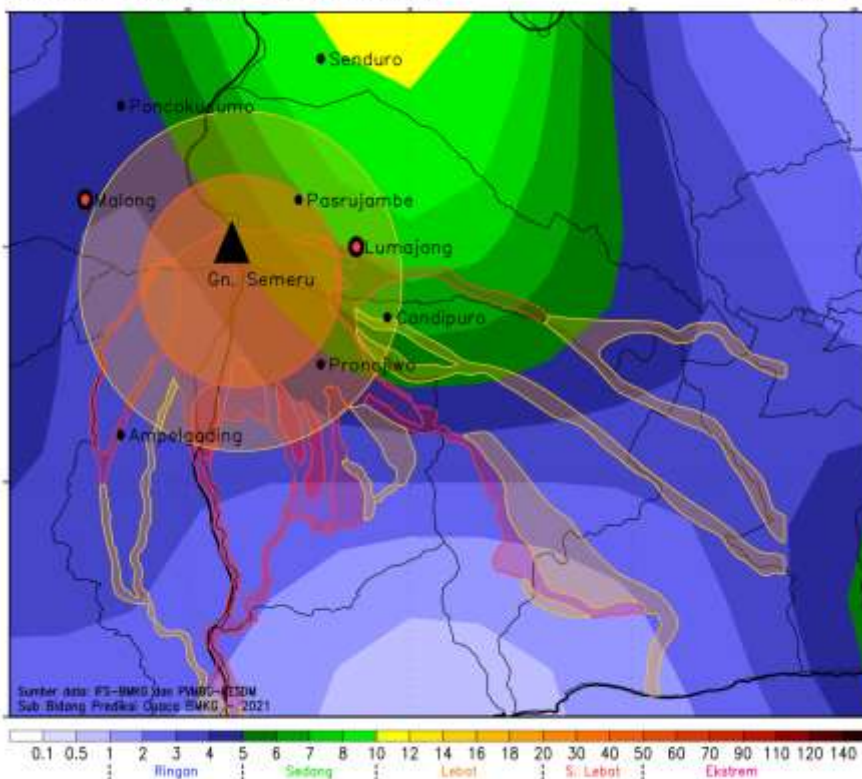 Senduro
Poncokusumo
Malang
Pasrujambe
Lumajang
Gn. Semeru
Candipuro
Pronojiwo
Ampelgading
Sumber data: IFS-BMKG dan PVMBG-KESDM
Sub Bidang Prediksi Cuaca BMKG - 2021
0.1 0.5 1 2 3 4 5 6 7 8 10 12 14 16 18 20 30 40 50 60 70 90 110 120 140
Ringan Sedang Lebat S. Lebat Ekstrem